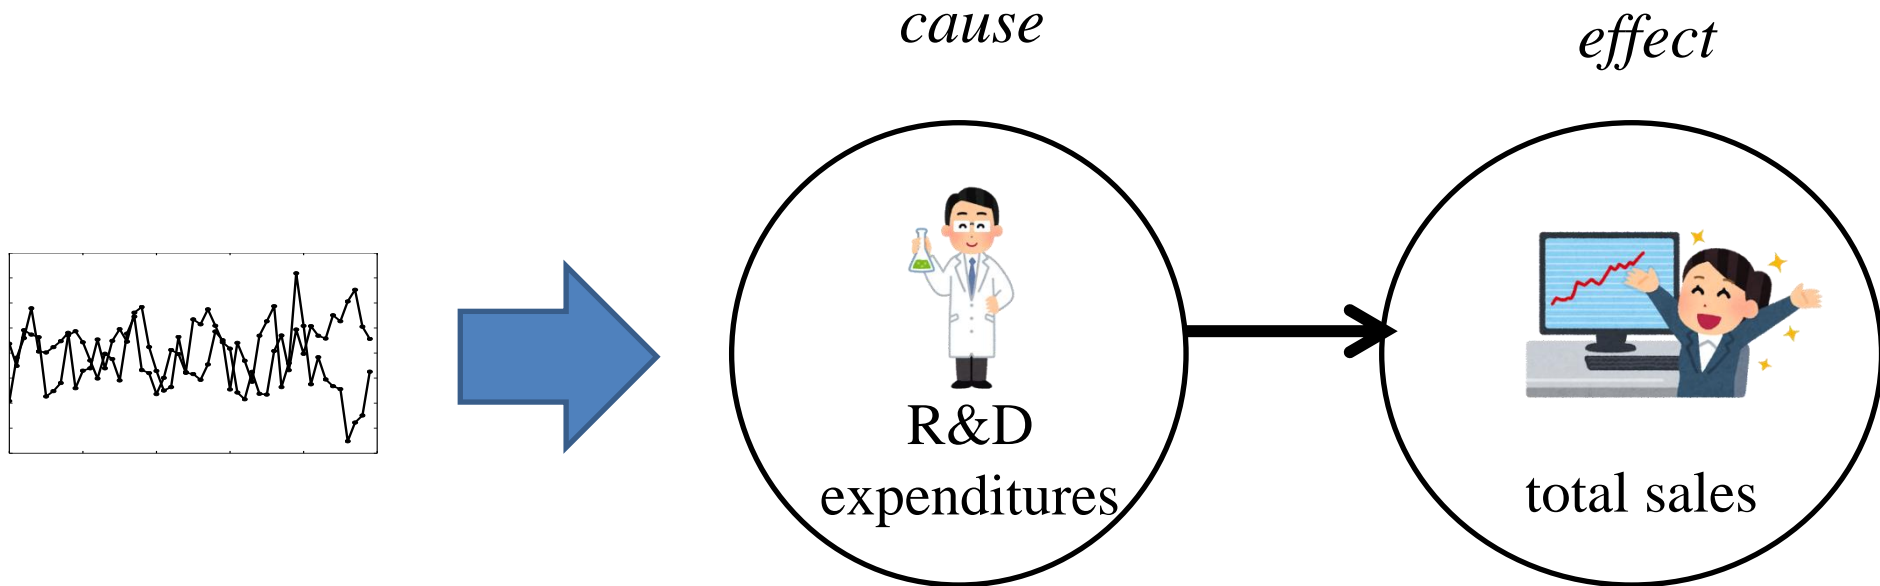 cause
effect
R&D
expenditures
total sales